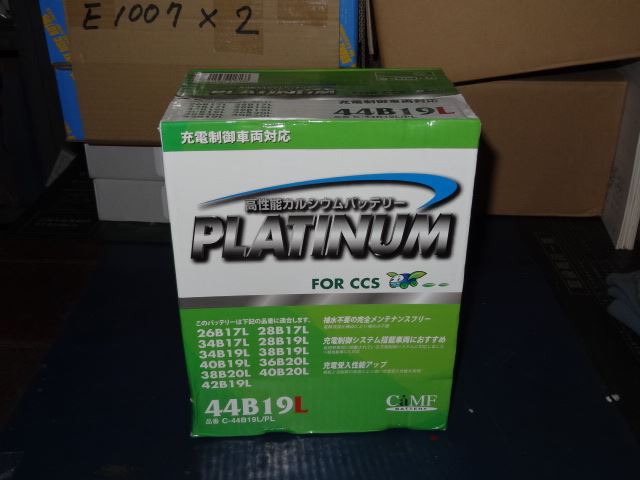 E1007×2
PLATINUM
充電制御車両対応
44B19L
充電制御車両対応
高性能カルシウムバッテリー
PLATINUM
FOR CCS
このバッテリーは下記の品番に適合します。
26B17L 28B17L
34B17L 28B19L
34B19L 38B19L
40B19L 36B20L
38B20L 40B20L
42B19L
補水不要の完全メンテナンスフリー
充電制御システム搭載車両におすすめ
充電受入性能アップ
44B19L
品番 C-44B19L/PL
CaMF
BATTERY